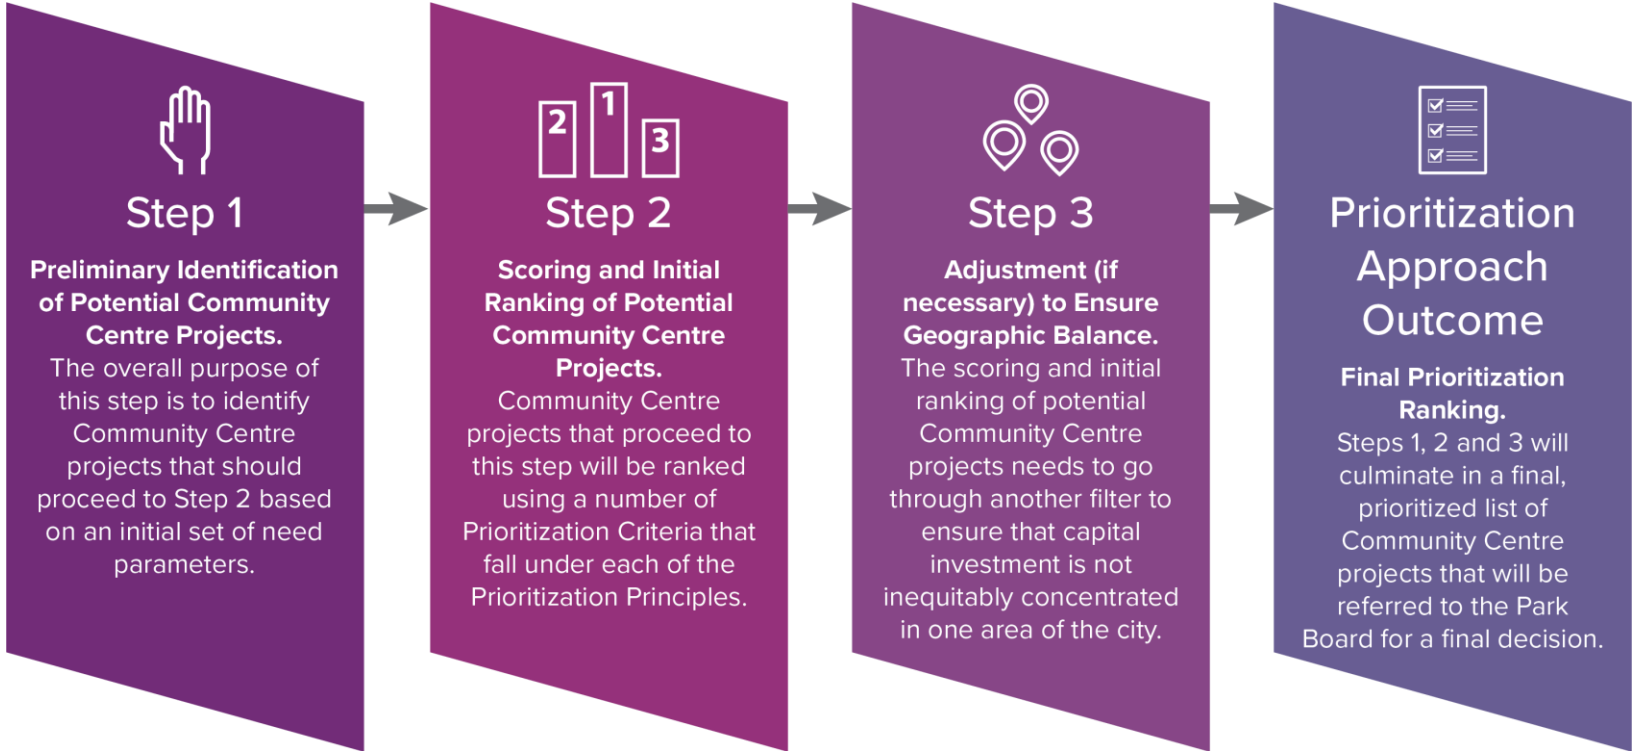 2
1
3
Step 1
Preliminary Identification
of Potential Community
Centre Projects.
The overall purpose of
this step is to identify
Community Centre
projects that should
proceed to Step 2 based
on an initial set of need
parameters.
Step 2
Scoring and Initial
Ranking of Potential
Community Centre
Projects.
Community Centre
projects that proceed to
this step will be ranked
using a number of
Prioritization Criteria that
fall under each of the
Prioritization Principles.
Step 3
Adjustment (if
necessary) to Ensure
Geographic Balance.
The scoring and initial
ranking of potential
Community Centre
projects needs to go
through another filter to
ensure that capital
investment is not
inequitably concentrated
in one area of the city.
Prioritization
Approach
Outcome
Final Prioritization
Ranking.
Steps 1, 2 and 3 will
culminate in a final,
prioritized list of
Community Centre
projects that will be
referred to the Park
Board for a final decision.